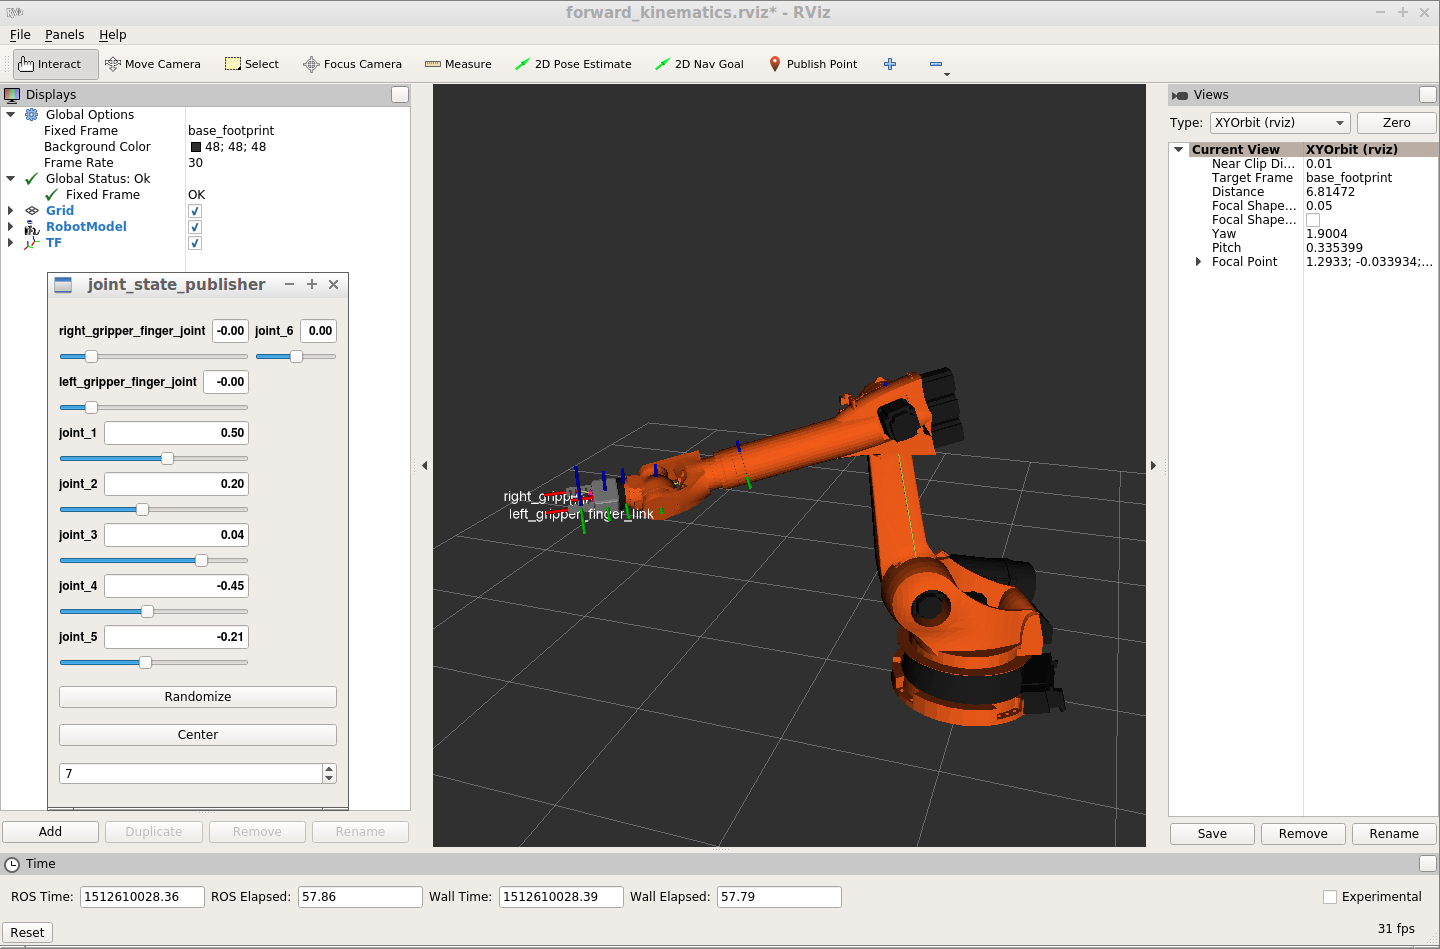 RViz
forward_kinematics.rviz* - RViz
File Panels Help
Interact Move Camera Select Focus Camera Measure 2D Pose Estimate 2D Nav Goal Publish Point
Displays
Global Options
Fixed Frame base_footprint
Background Color 48; 48; 48
Frame Rate 30
Global Status: Ok
Fixed Frame OK
Grid
RobotModel
TF
joint_state_publisher
right_gripper_finger_joint -0.00 joint_6 0.00
left_gripper_finger_joint -0.00
joint_1 0.50
joint_2 0.20
joint_3 0.04
joint_4 -0.45
joint_5 -0.21
Randomize
Center
7
Add Duplicate Remove Rename
right_gripp
left_gripper_finger_link
Views
Type: XYOrbit (rviz) Zero
Current View XYOrbit (rviz)
Near Clip Di... 0.01
Target Frame base_footprint
Distance 6.81472
Focal Shape... 0.05
Focal Shape...
Yaw 1.9004
Pitch 0.335399
Focal Point 1.2933; -0.033934;...
Save Remove Rename
Time
ROS Time: 1512610028.36 ROS Elapsed: 57.86 Wall Time: 1512610028.39 Wall Elapsed: 57.79 Experimental
Reset 31 fps